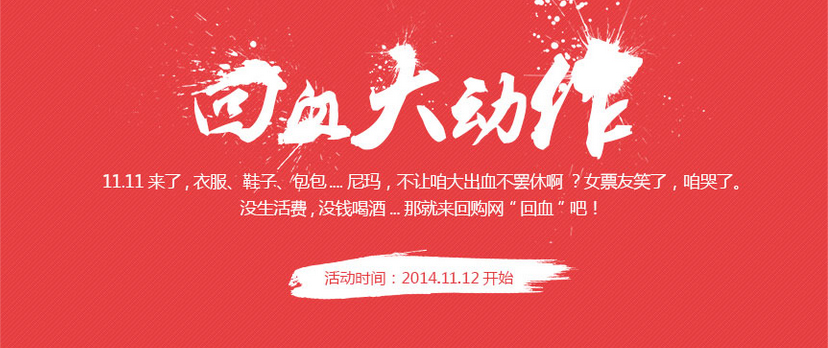 回血大动作
11.11 来了,衣服、鞋子、包包 .... 尼玛，不让咱大出血不罢休啊 ？女票友笑了，咱哭了。
没生活费,没钱喝酒 ... 那就来回购网“ 回血 ”吧！
活动时间：2014.11.12 开始